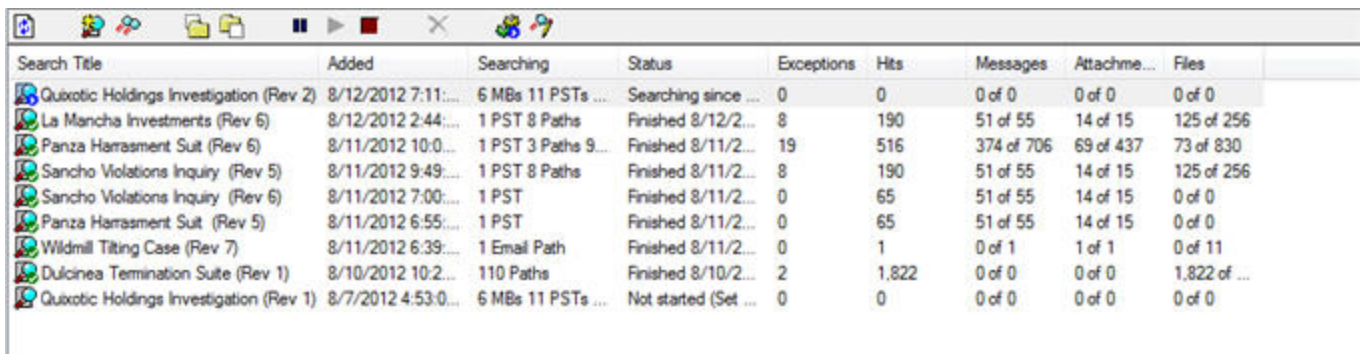 Search Title Added Searching Status Exceptions Hits Messages Attachme... Files
Quixotic Holdings Investigation (Rev 2) 8/12/2012 7:11:... 6 MBs 11 PSTs ... Searching since ... 0 0 0 of 0 0 of 0 0 of 0
La Mancha Investments (Rev 6) 8/12/2012 2:44:... 1 PST 8 Paths Finished 8/12/2... 8 190 51 of 55 14 of 15 125 of 256
Panza Harrasment Suit (Rev 6) 8/11/2012 10:0... 1 PST 3 Paths 9... Finished 8/11/2... 19 516 374 of 706 69 of 437 73 of 830
Sancho Violations Inquiry (Rev 5) 8/11/2012 9:49:... 1 PST 8 Paths Finished 8/11/2... 8 190 51 of 55 14 of 15 125 of 256
Sancho Violations Inquiry (Rev 6) 8/11/2012 7:00:... 1 PST Finished 8/11/2... 0 65 51 of 55 14 of 15 0 of 0
Panza Harrasment Suit (Rev 5) 8/11/2012 6:55:... 1 PST Finished 8/11/2... 0 65 51 of 55 14 of 15 0 of 0
Wildmill Tilting Case (Rev 7) 8/11/2012 6:39:... 1 Email Path Finished 8/11/2... 0 1 0 of 1 1 of 1 0 of 11
Dulcinea Termination Suite (Rev 1) 8/10/2012 10:2... 110 Paths Finished 8/10/2... 2 1,822 0 of 0 0 of 0 1,822 of ...
Quixotic Holdings Investigation (Rev 1) 8/7/2012 4:53:0... 6 MBs 11 PSTs ... Not started (Set ... 0 0 0 of 0 0 of 0 0 of 0